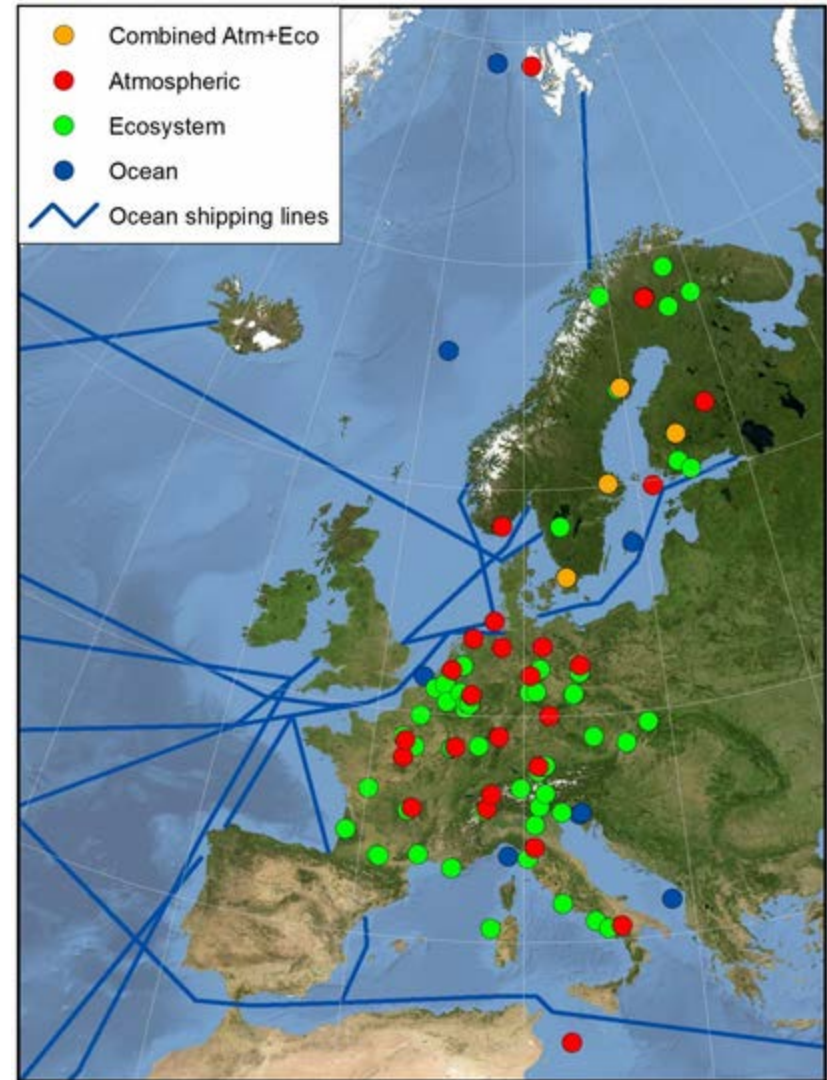 Combined Atm+Eco
Atmospheric
Ecosystem
Ocean
Ocean shipping lines